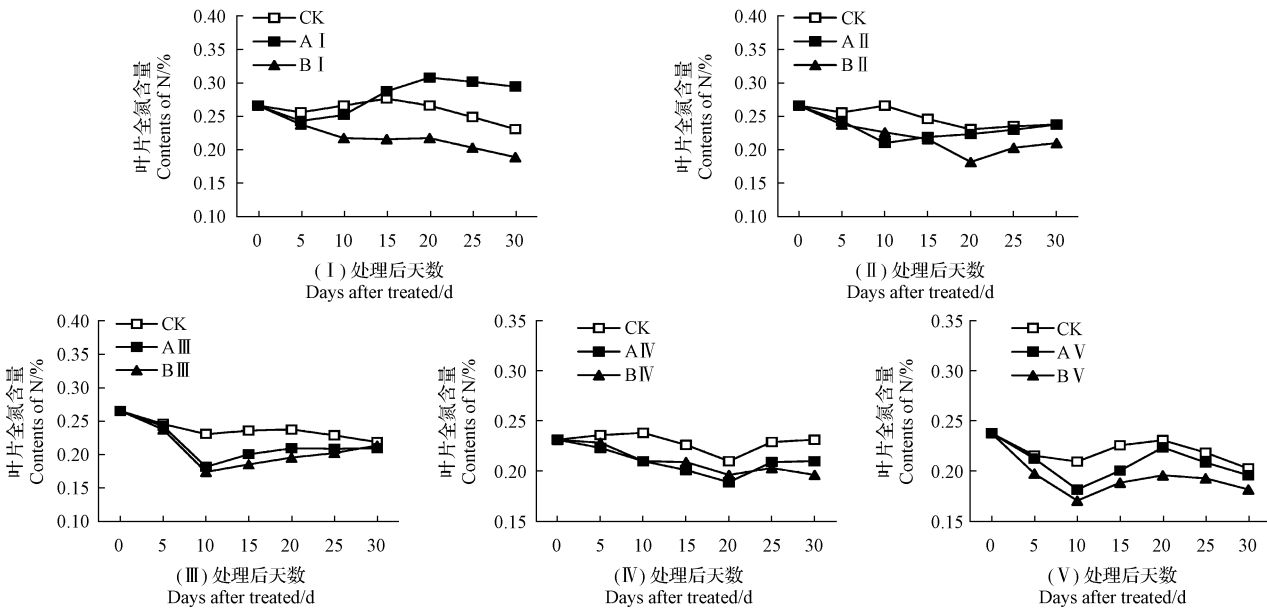 CK
AⅠ
BⅠ
叶片全氮含量
Contents of N/%
0.40
0.35
0.30
0.25
0.20
0.15
0.10
0 5 10 15 20 25 30
(Ⅰ)处理后天数
Days after treated/d
CK
AⅡ
BⅡ
叶片全氮含量
Contents of N/%
0.40
0.35
0.30
0.25
0.20
0.15
0.10
0 5 10 15 20 25 30
(Ⅱ)处理后天数
Days after treated/d
CK
AⅢ
BⅢ
叶片全氮含量
Contents of N/%
0.40
0.35
0.30
0.25
0.20
0.15
0.10
0 5 10 15 20 25 30
(Ⅲ)处理后天数
Days after treated/d
CK
AⅣ
BⅣ
叶片全氮含量
Contents of N/%
0.35
0.30
0.25
0.20
0.15
0 5 10 15 20 25 30
(Ⅳ)处理后天数
Days after treated/d
CK
AⅤ
BⅤ
叶片全氮含量
Contents of N/%
0.35
0.30
0.25
0.20
0.15
0 5 10 15 20 25 30
(Ⅴ)处理后天数
Days after treated/d